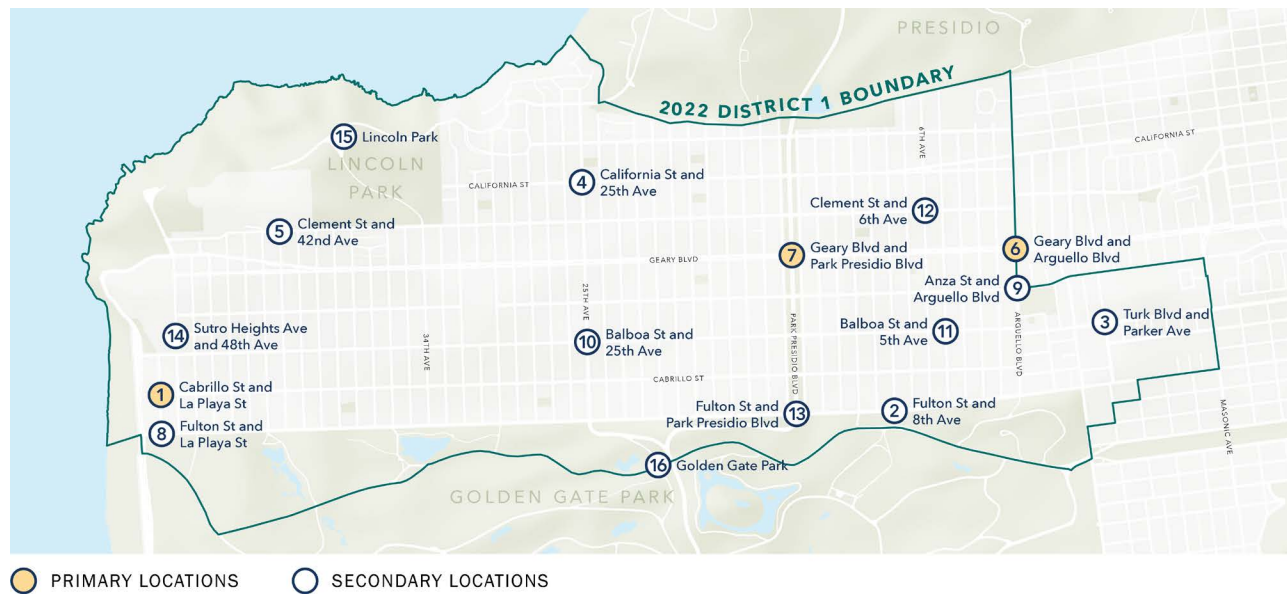 PRESIDIO
2022 DISTRICT 1 BOUNDARY
15 Lincoln Park
LINCOLN
PARK
CALIFORNIA ST
4 California St and
25th Ave
6TH AVE
CALIFORNIA ST
Clement St and
6th Ave 12
5 Clement St and
42nd Ave
GEARY BLVD
7 Geary Blvd and
Park Presidio Blvd
6 Geary Blvd and
Arguello Blvd
Anza St and
Arguello Blvd 9
25TH AVE
14 Sutro Heights Ave
and 48th Ave
34TH AVE
10 Balboa St and
25th Ave
PARK PRESIDIO BLVD
Balboa St and
5th Ave 11
ARGUELLO BLVD
3 Turk Blvd and
Parker Ave
1 Cabrillo St and
La Playa St
CABRILLO ST
8 Fulton St and
La Playa St
Fulton St and
Park Presidio Blvd 13
2 Fulton St and
8th Ave
MASONIC AVE
16 Golden Gate Park
GOLDEN GATE PARK
PRIMARY LOCATIONS
SECONDARY LOCATIONS